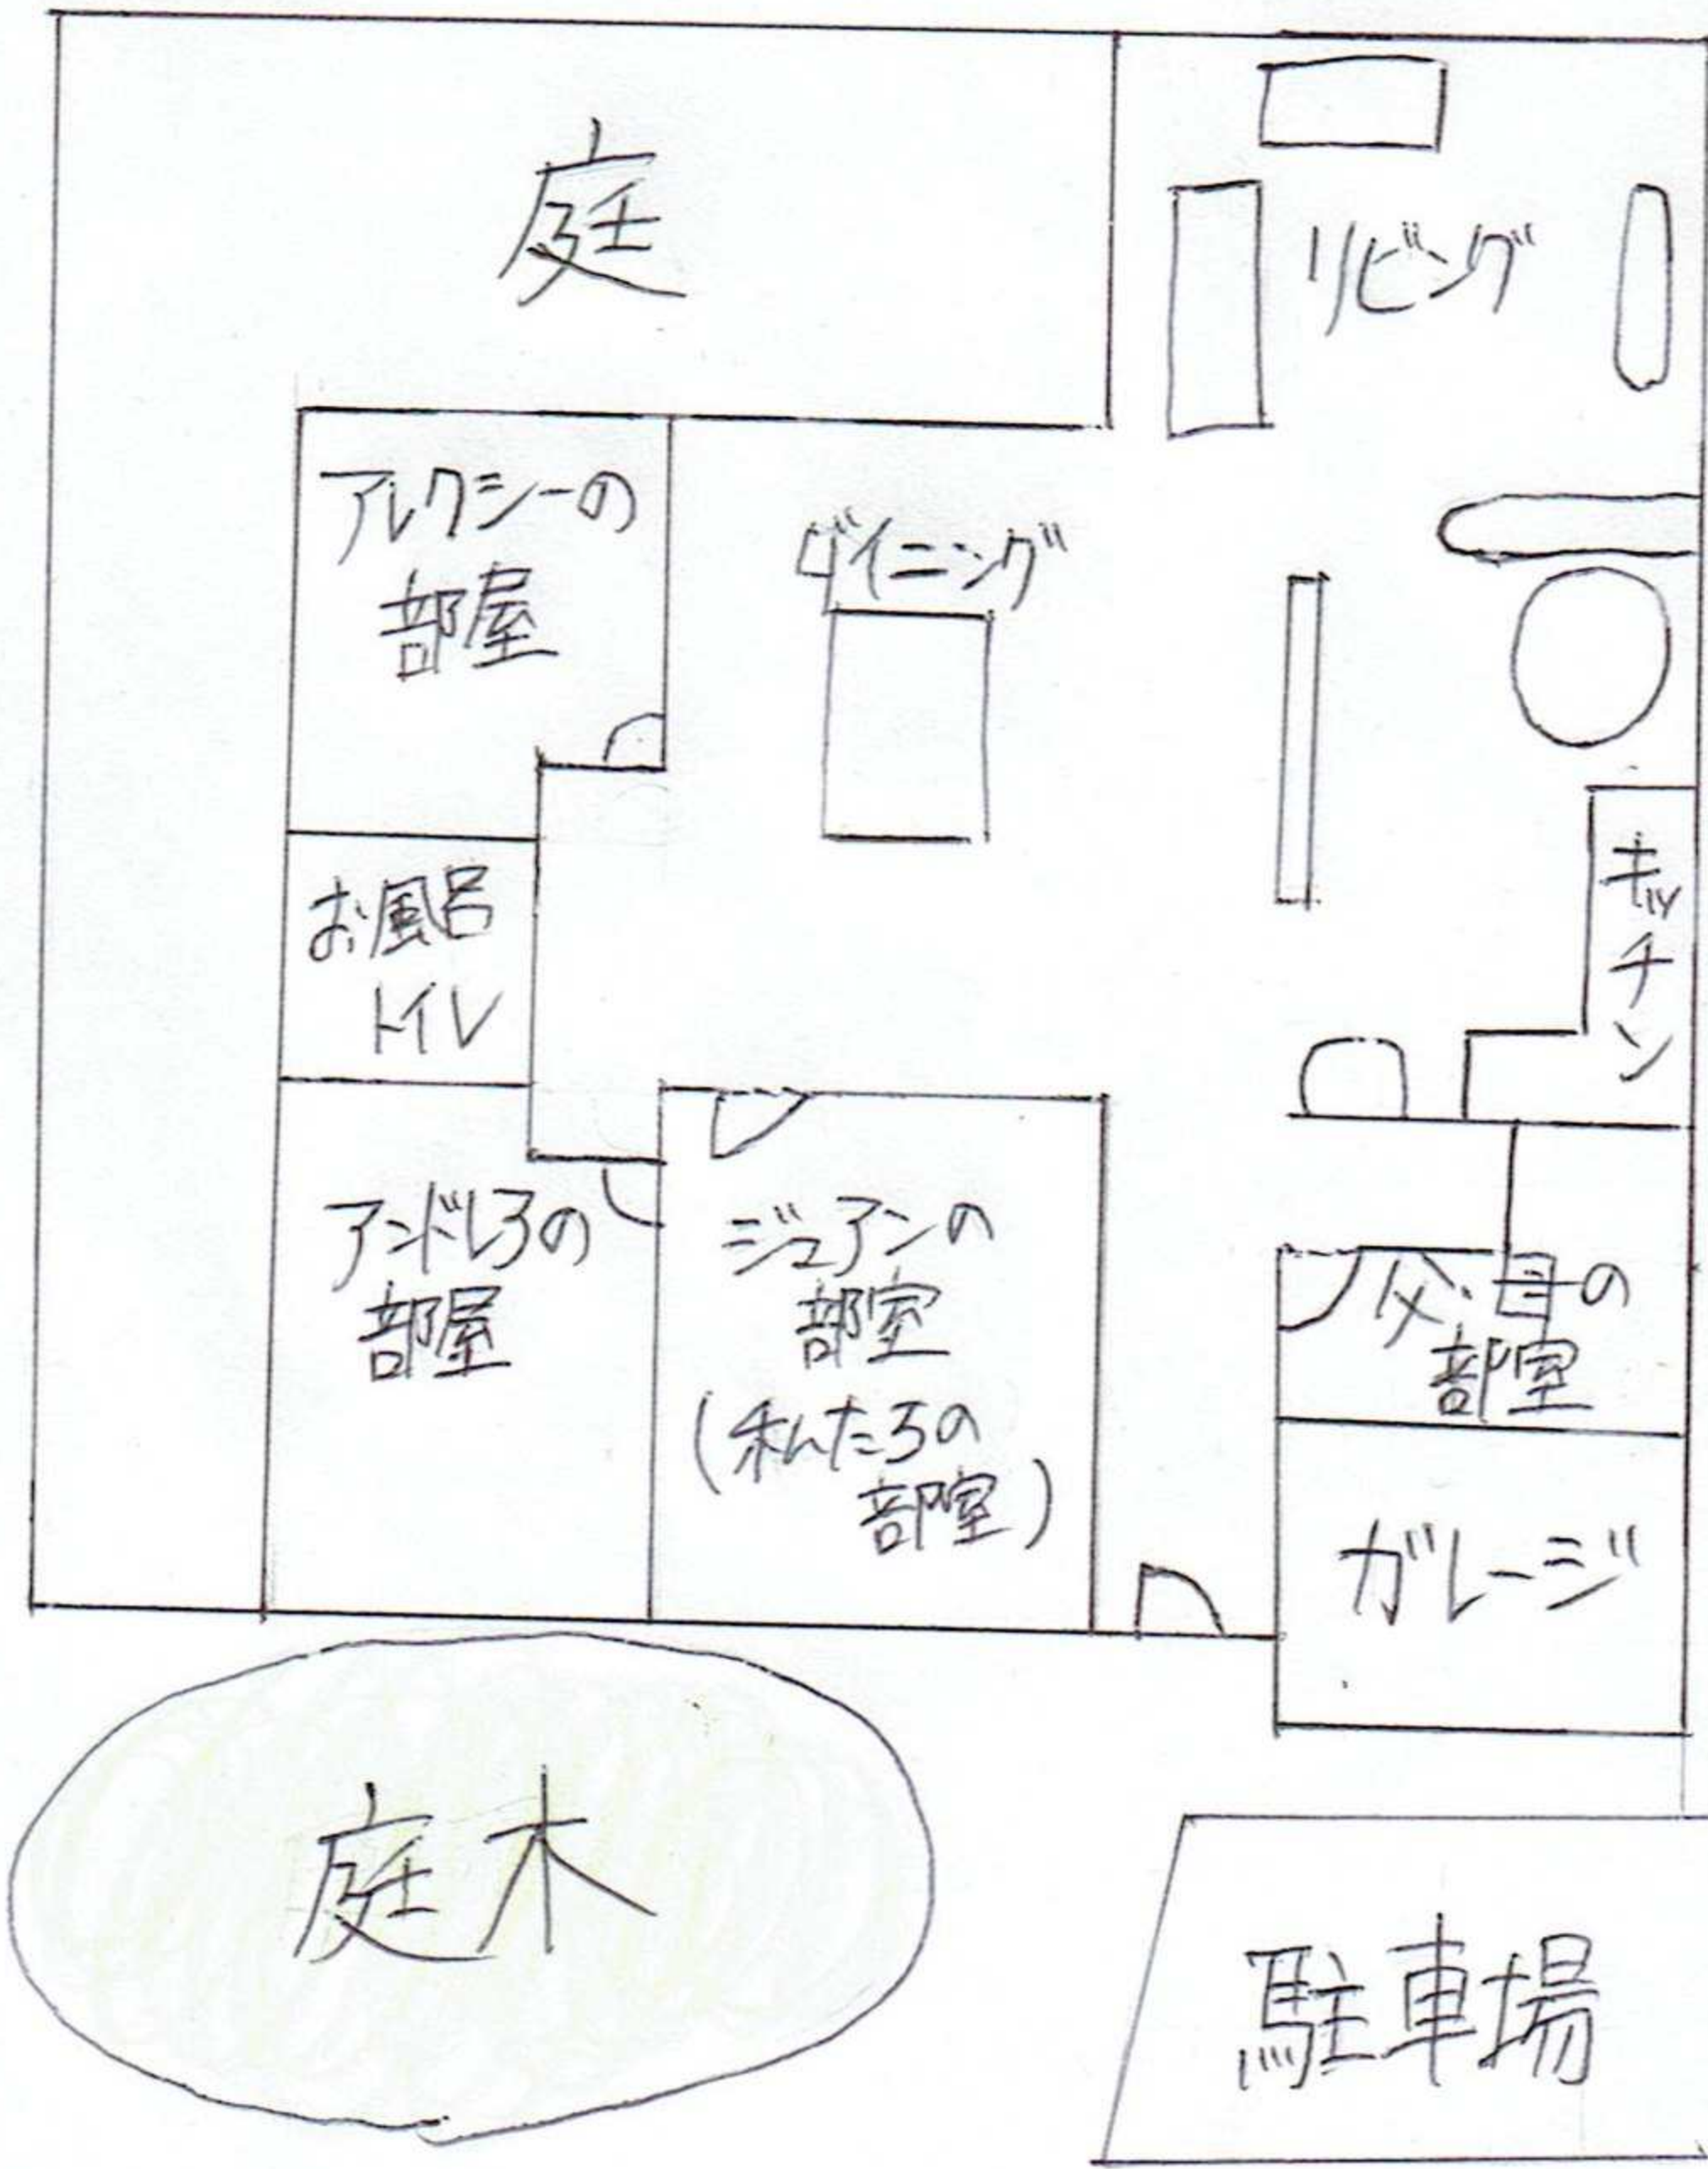 庭
リビング
アレクシーの
部屋
ダイニング
キッチン
お風呂
トイレ
アンドレアの
部屋
ジュアンの
部室
(私たちの
部室)
父・母の
部室
ガレージ
庭木
駐車場